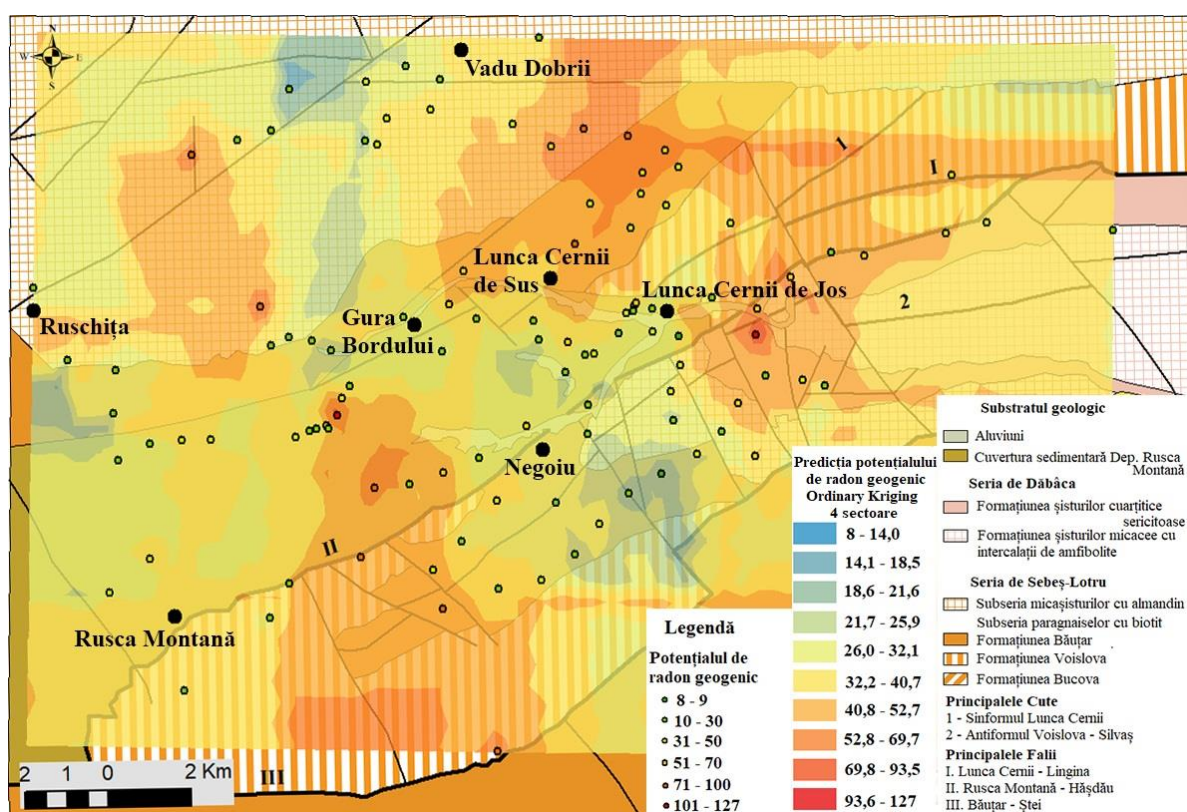 N
W E
S
Vadu Dobrii
1
I
Lunca Cernii
de Sus
Lunca Cernii de Jos
2
Ruschița
Gura
Bordului
Negoiu
II
Rusca Montană
III
2 1 0 2 Km
Legendă
Potențialul de
radon geogenic
8 - 9
10 - 30
31 - 50
51 - 70
71 - 100
101 - 127
Predicția potențialului
de radon geogenic
Ordinary Kriging
4 sectoare
8 - 14,0
14,1 - 18,5
18,6 - 21,6
21,7 - 25,9
26,0 - 32,1
32,2 - 40,7
40,8 - 52,7
52,8 - 69,7
69,8 - 93,5
93,6 - 127
Substratul geologic
Aluviuni
Cuvertura sedimentară Dep. Rusca
Montană
Seria de Dăbâca
Formațiunea șisturilor cuarțitice
sericitoase
Formațiunea șisturilor micacee cu
intercalații de amfibolite
Seria de Sebeș-Lotru
Subseria micașisturilor cu almandin
Subseria paragnaiselor cu biotit
Formațiunea Băuțar
Formațiunea Voislova
Formațiunea Bucova
Principalele Cute
1 - Sinformul Lunca Cernii
2 - Antiformul Voislova - Silvaș
Principalele Falii
I. Lunca Cernii - Lingina
II. Rusca Montană - Hășdău
III. Băuțar - Ștei